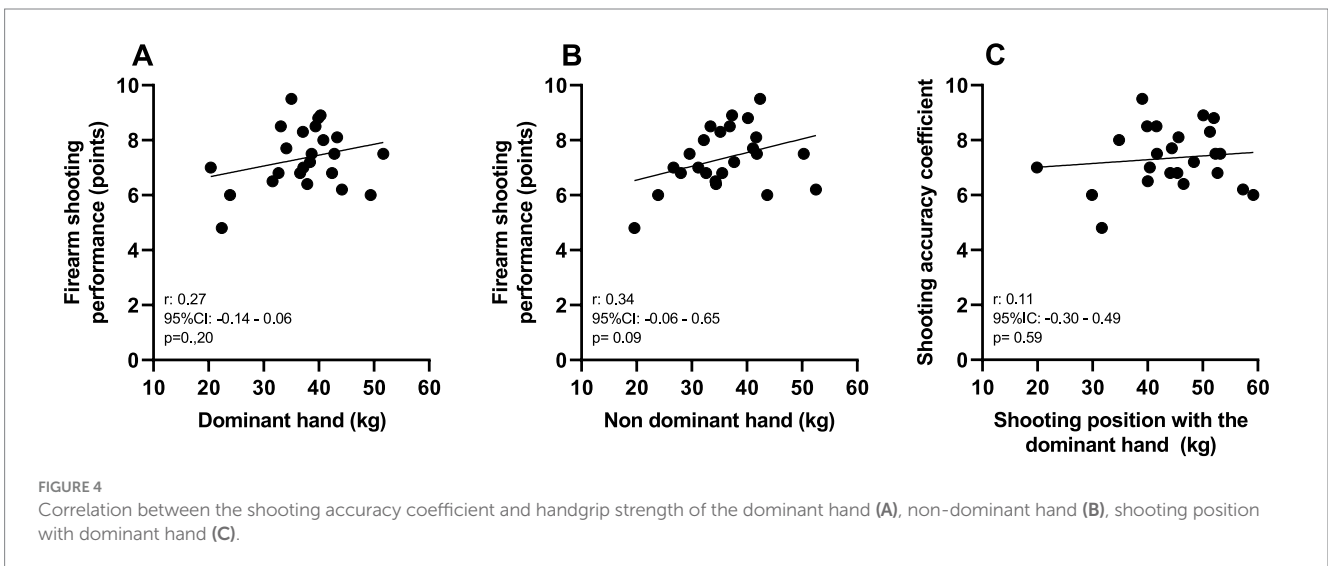 A
Firearm shooting
performance (points)
10
8
6
4
2
0
r: 0.27
95%CI: -0.14 - 0.06
p=0.,20
10 20 30 40 50 60
Dominant hand (kg)
B
Firearm shooting
performance (points)
10
8
6
4
2
0
r: 0.34
95%CI: -0.06 - 0.65
p= 0.09
10 20 30 40 50 60
Non dominant hand (kg)
C
Shooting accuracy coefficient
10
8
6
4
2
0
r: 0.11
95%IC: -0.30 - 0.49
p= 0.59
10 20 30 40 50 60
Shooting position with the
dominant hand (kg)
FIGURE 4
Correlation between the shooting accuracy coefficient and handgrip strength of the dominant hand (A), non-dominant hand (B), shooting position
with dominant hand (C).